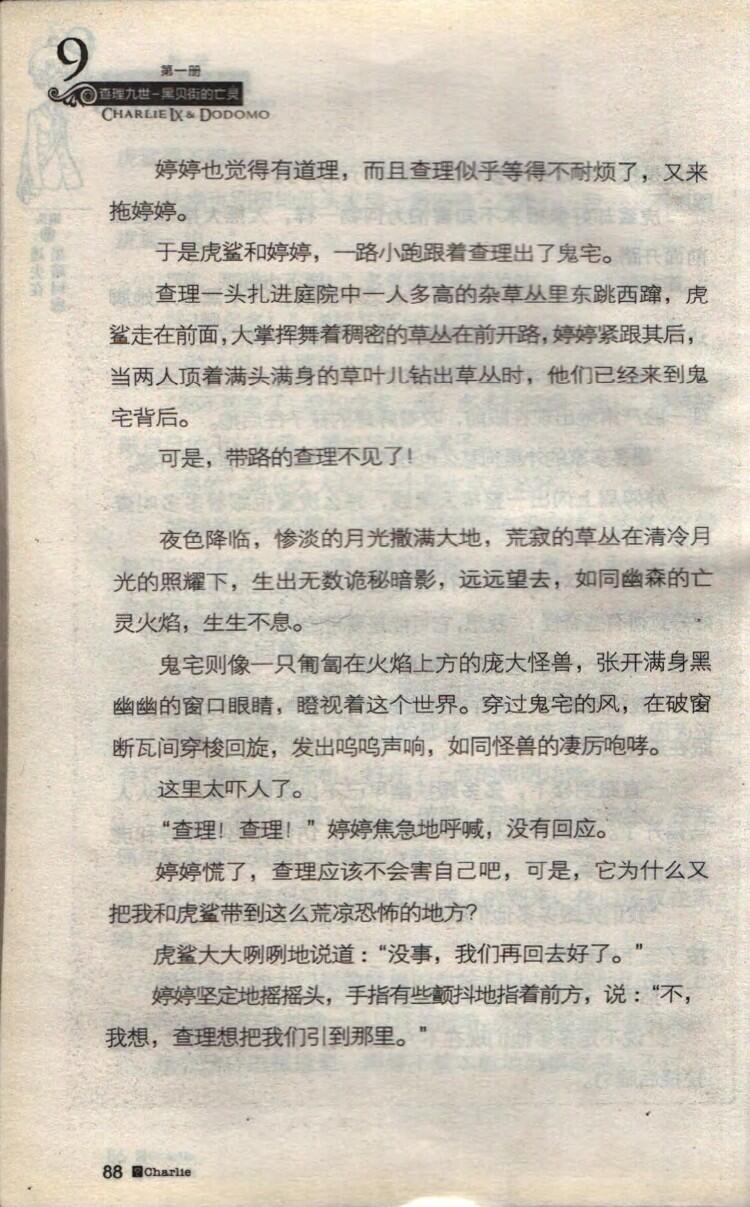 9
第一册
查理九世-黑贝街的亡灵
CHARLIE IX & DODOMO
婷婷也觉得有道理，而且查理似乎等得不耐烦了，又来
拖婷婷。
于是虎鲨和婷婷，一路小跑跟着查理出了鬼宅。
查理一头扎进庭院中一人多高的杂草丛里东跳西蹿，虎
鲨走在前面，大掌挥舞着稠密的草丛在前开路，婷婷紧跟其后，
当两人顶着满头满身的草叶儿钻出草丛时，他们已经来到鬼
宅背后。
可是，带路的查理不见了！
夜色降临，惨淡的月光撒满大地，荒寂的草丛在清冷月
光的照耀下，生出无数诡秘暗影，远远望去，如同幽森的亡
灵火焰，生生不息。
鬼宅则像一只匍匐在火焰上方的庞大怪兽，张开满身黑
幽幽的窗口眼睛，瞪视着这个世界。穿过鬼宅的风，在破窗
断瓦间穿梭回旋，发出呜呜声响，如同怪兽的凄厉咆哮。
这里太吓人了。
“查理！查理！”婷婷焦急地呼喊，没有回应。
婷婷慌了，查理应该不会害自己吧，可是，它为什么又
把我和虎鲨带到这么荒凉恐怖的地方？
虎鲨大大咧咧地说道：“没事，我们再回去好了。”
婷婷坚定地摇摇头，手指有些颤抖地指着前方，说：“不，
我想，查理想把我们引到那里。”
88 Charlie